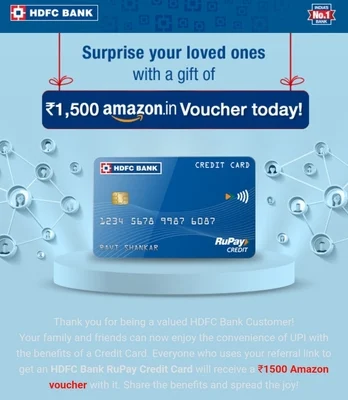 HDFC BANK
INDIA'S
No.1
BANK
Surprise your loved ones
with a gift of
₹1,500 amazon.in Voucher today!
HDFC BANK
CREDIT CARD
1234 5678 9987 6087
RAVI SHANKAR
RuPay
CREDIT
Thank you for being a valued HDFC Bank Customer!
Your family and friends can now enjoy the convenience of UPI with
the benefits of a Credit Card. Everyone who uses your referral link to
get an HDFC Bank RuPay Credit Card will receive a ₹1500 Amazon
voucher with it. Share the benefits and spread the joy!